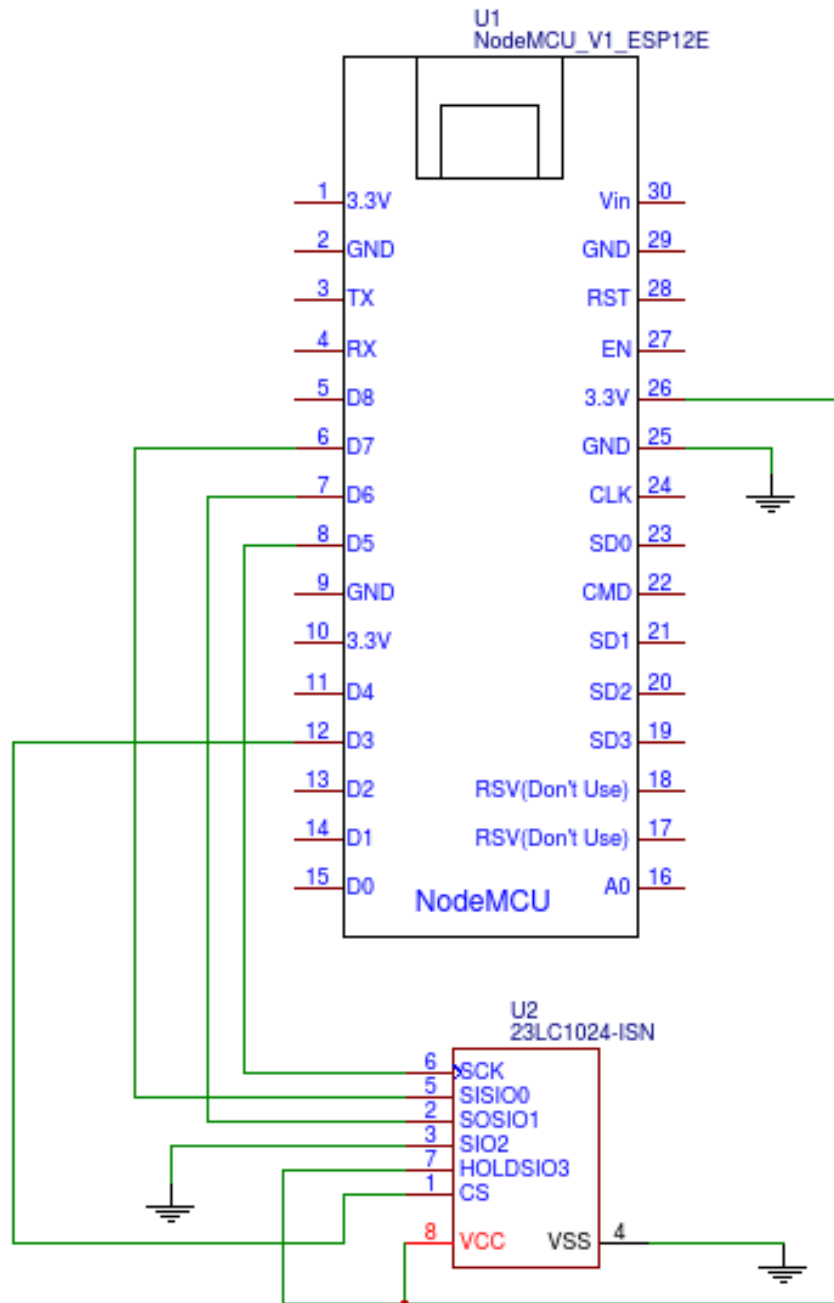 U1
NodeMCU_V1_ESP12E
1 3.3V Vin 30
2 GND GND 29
3 TX RST 28
4 RX EN 27
5 D8 3.3V 26
6 D7 GND 25
7 D6 CLK 24
8 D5 SD0 23
9 GND CMD 22
10 3.3V SD1 21
11 D4 SD2 20
12 D3 SD3 19
13 D2 RSV(Don't Use) 18
14 D1 RSV(Don't Use) 17
15 D0 A0 16
NodeMCU
U2
23LC1024-ISN
6 SCK
5 SISIO0
2 SOSIO1
3 SIO2
7 HOLDSIO3
1 CS
8 VCC VSS 4